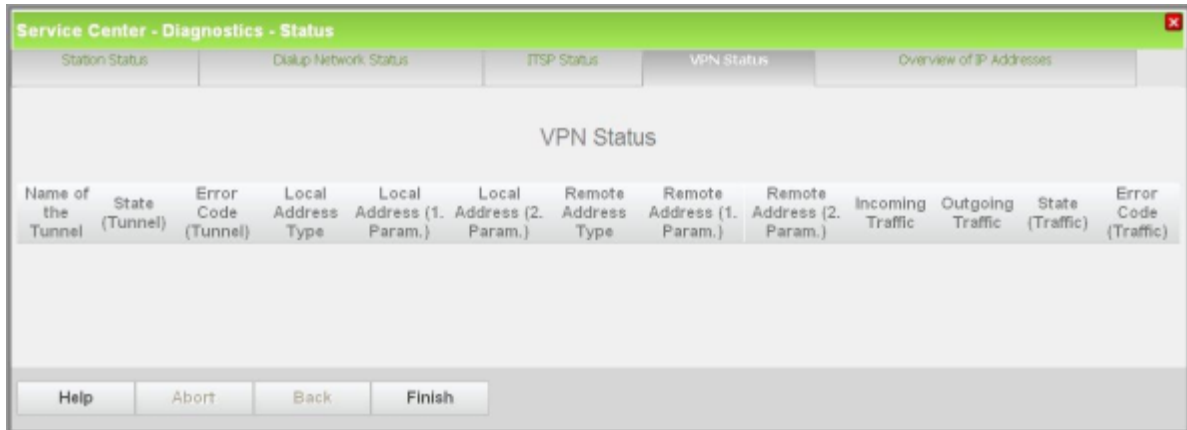 Service Center - Diagnostics - Status
Station Status Dialup Network Status ITSP Status VPN Status Overview of IP Addresses
VPN Status
Name of the Tunnel
State (Tunnel)
Error Code (Tunnel)
Local Address Type
Local Address (1. Param.)
Local Address (2. Param.)
Remote Address Type
Remote Address (1. Param.)
Remote Address (2. Param.)
Incoming Traffic
Outgoing Traffic
State (Traffic)
Error Code (Traffic)
Help Abort Back Finish